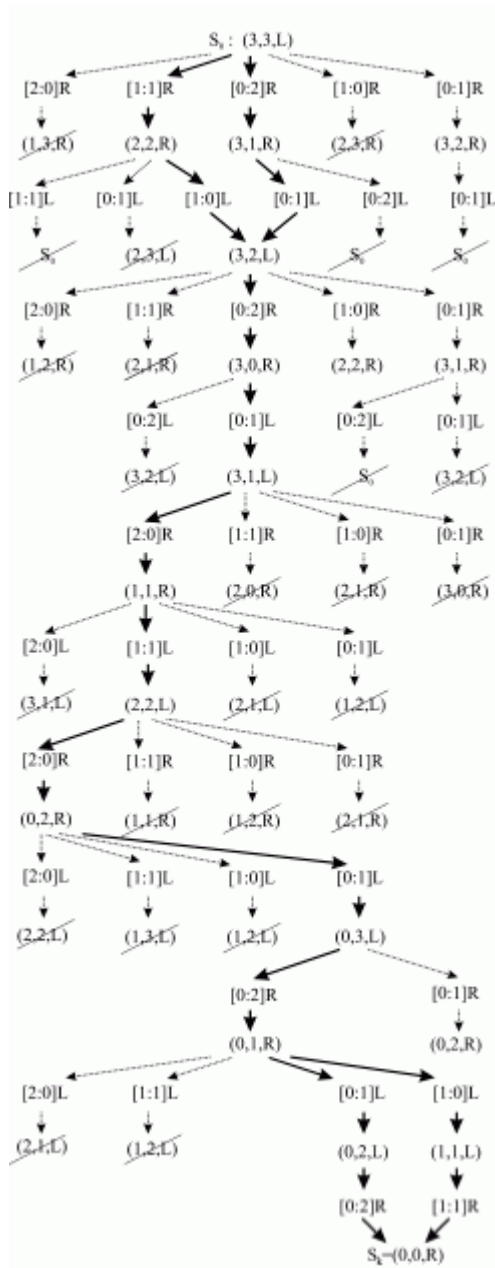 S₀ : (3,3,L)
[2:0]R [1:1]R [0:2]R [1:0]R [0:1]R
(1,3,R) (2,2,R) (3,1,R) (2,3,R) (3,2,R)
[1:1]L [0:1]L [1:0]L [0:1]L [0:2]L [0:1]L
S₀ (2,3,L) (3,2,L) S₀ S₀
[2:0]R [1:1]R [0:2]R [1:0]R [0:1]R
(1,2,R) (2,1,R) (3,0,R) (2,2,R) (3,1,R)
[0:2]L [0:1]L [0:2]L [0:1]L
(3,2,L) (3,1,L) S₀ (3,2,L)
[2:0]R [1:1]R [1:0]R [0:1]R
(1,1,R) (2,0,R) (2,1,R) (3,0,R)
[2:0]L [1:1]L [1:0]L [0:1]L
(3,1,L) (2,2,L) (2,1,L) (1,2,L)
[2:0]R [1:1]R [1:0]R [0:1]R
(0,2,R) (1,1,R) (1,2,R) (2,1,R)
[2:0]L [1:1]L [1:0]L [0:1]L
(2,2,L) (1,3,L) (1,2,L) (0,3,L)
[0:2]R [0:1]R
(0,1,R) (0,2,R)
[2:0]L [1:1]L [0:1]L [1:0]L
(2,1,L) (1,2,L) (0,2,L) (1,1,L)
[0:2]R [1:1]R
Sₖ=(0,0,R)